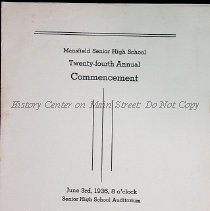 Mansfield Senior High School
Twenty-fourth Annual
Commencement
History Center on Main Street: Do Not Copy
June 3rd, 1936, 8 o'clock
Senior High School Auditorium